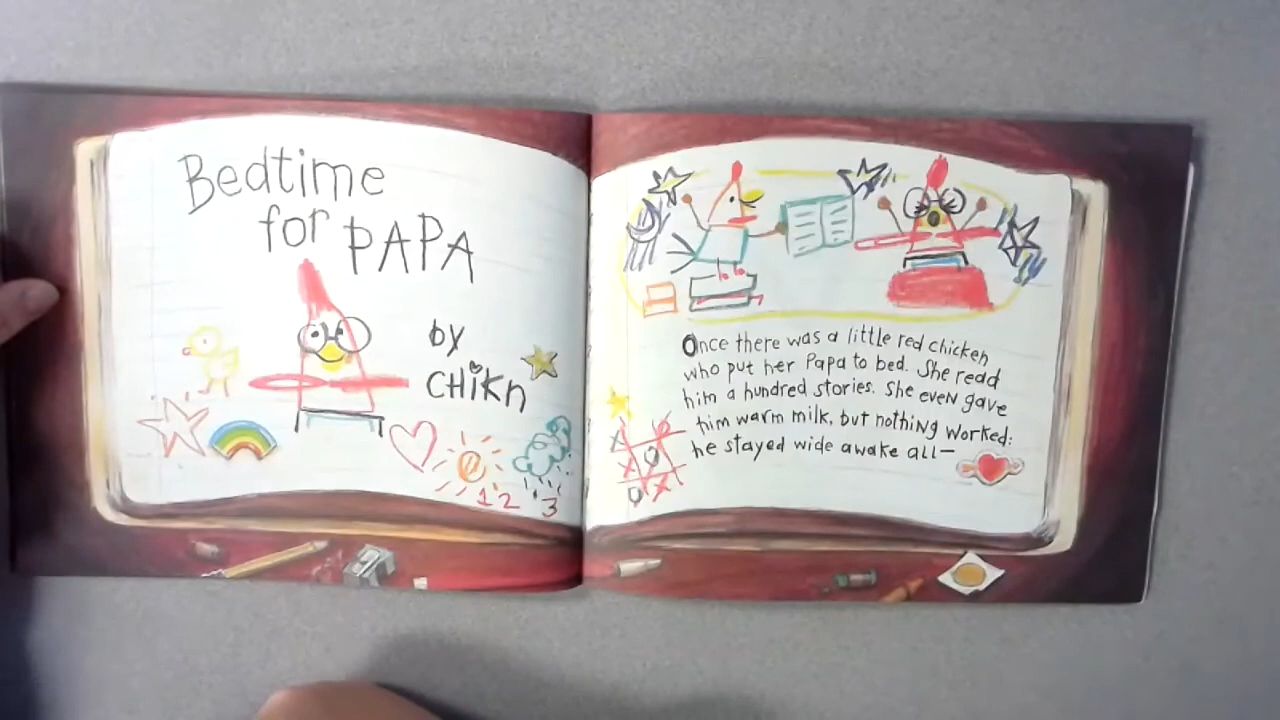 Bedtime
for PAPA
by
CHiKn
1 2 3
Once there was a little red chicken
who put her Papa to bed. She read
him a hundred stories. She even gave
him warm milk, but nothing worked:
he stayed wide awake all—